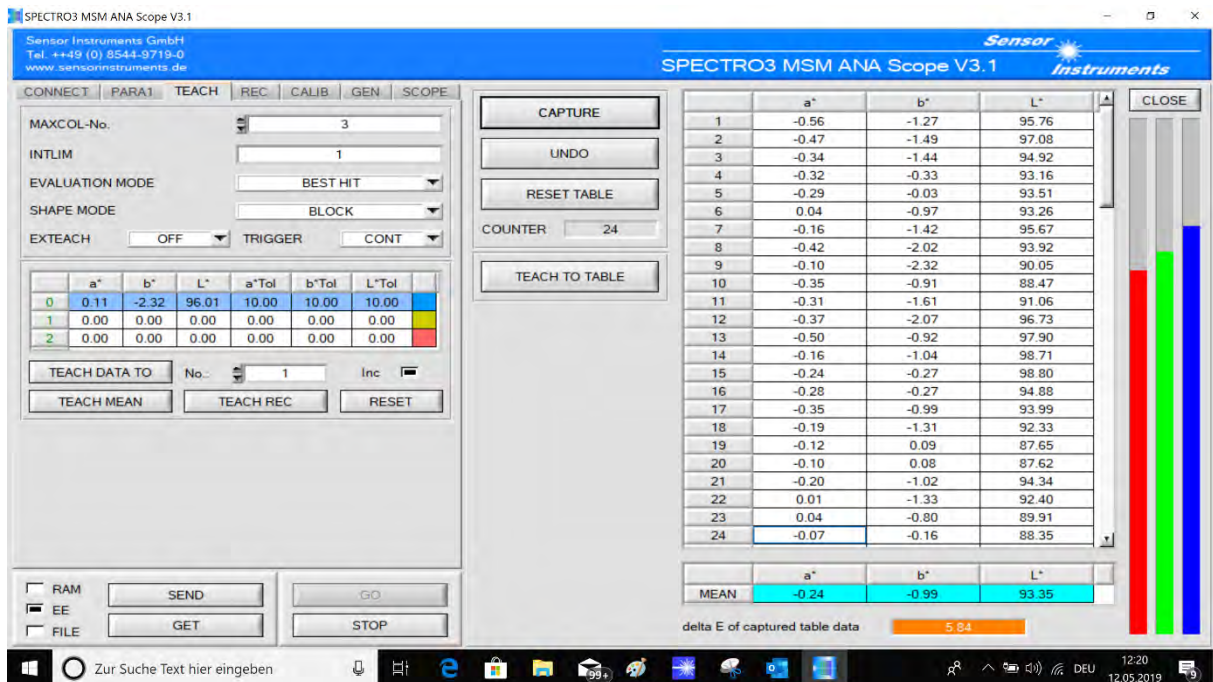 SPECTRO3 MSM ANA Scope V3.1
Sensor Instruments GmbH
Tel. ++49 (0) 8544-9719-0
www.sensorinstruments.de
Sensor
Instruments
SPECTRO3 MSM ANA Scope V3.1
CONNECT PARA1 TEACH REC CALIB GEN SCOPE
MAXCOL-No. 3
INTLIM 1
EVALUATION MODE BEST HIT
SHAPE MODE BLOCK
EXTEACH OFF TRIGGER CONT
a* b* L* a*Tol b*Tol L*Tol
0 0.11 -2.32 96.01 10.00 10.00 10.00
1 0.00 0.00 0.00 0.00 0.00 0.00
2 0.00 0.00 0.00 0.00 0.00 0.00
TEACH DATA TO No.: 1 Inc
TEACH MEAN TEACH REC RESET
RAM
EE
FILE
SEND GO
GET STOP
CAPTURE
UNDO
RESET TABLE
COUNTER 24
TEACH TO TABLE
a* b* L*
1 -0.56 -1.27 95.76
2 -0.47 -1.49 97.08
3 -0.34 -1.44 94.92
4 -0.32 -0.33 93.16
5 -0.29 -0.03 93.51
6 0.04 -0.97 93.26
7 -0.16 -1.42 95.67
8 -0.42 -2.02 93.92
9 -0.10 -2.32 90.05
10 -0.35 -0.91 88.47
11 -0.31 -1.61 91.06
12 -0.37 -2.07 96.73
13 -0.50 -0.92 97.90
14 -0.16 -1.04 98.71
15 -0.24 -0.27 98.80
16 -0.28 -0.27 94.88
17 -0.35 -0.99 93.99
18 -0.19 -1.31 92.33
19 -0.12 0.09 87.65
20 -0.10 0.08 87.62
21 -0.20 -1.02 94.34
22 0.01 -1.33 92.40
23 0.04 -0.80 89.91
24 -0.07 -0.16 88.35
a* b* L*
MEAN -0.24 -0.99 93.35
delta E of captured table data 5.84
CLOSE
Zur Suche Text hier eingeben
99+
DEU
12:20
12.05.2019
9